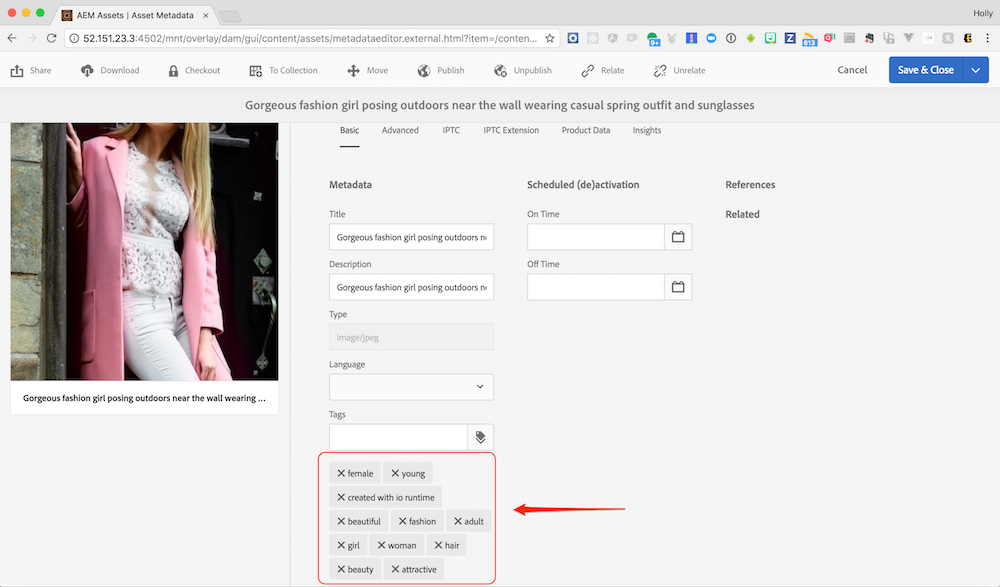 AEM Assets | Asset Metadata
Holly
52.151.23.3:4502/mnt/overlay/dam/gui/content/assets/metadataeditor.external.html?item=/conten...
Share Download Checkout To Collection Move Publish Unpublish Relate Unrelate Cancel Save & Close
Gorgeous fashion girl posing outdoors near the wall wearing casual spring outfit and sunglasses
Basic Advanced IPTC IPTC Extension Product Data Insights
Metadata Scheduled (de)activation References
Title On Time Related
Gorgeous fashion girl posing outdoors ne
Description Off Time
Gorgeous fashion girl posing outdoors ne
Type
image/jpeg
Language
Gorgeous fashion girl posing outdoors near the wall wearing ...
Tags
female young
created with io runtime
beautiful fashion adult
girl woman hair
beauty attractive